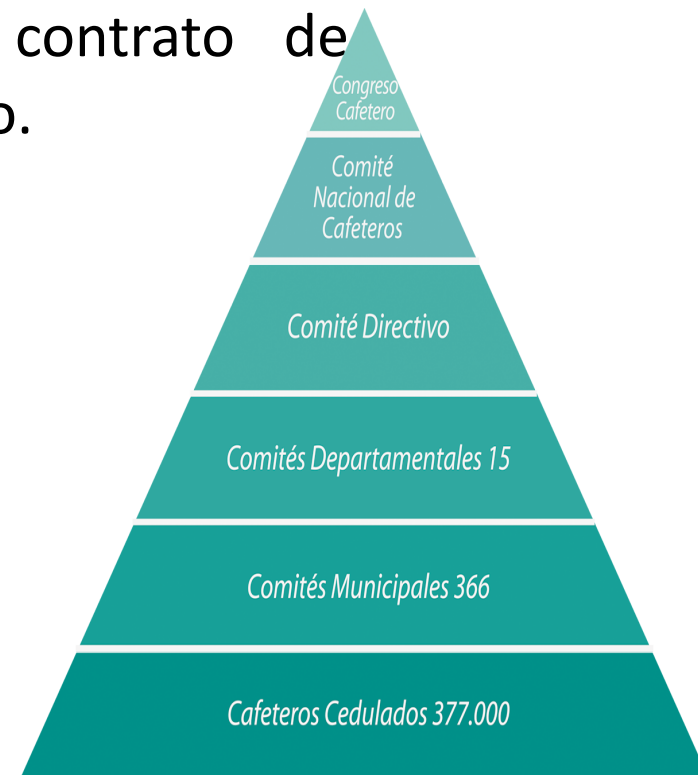 contrato de
o.
Congreso
Cafetero
Comité
Nacional de
Cafeteros
Comité Directivo
Comités Departamentales 15
Comités Municipales 366
Cafeteros Cedulados 377.000